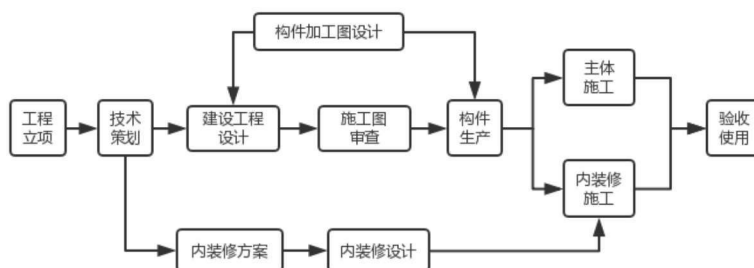 构件加工图设计
工程
立项
技术
策划
建设工程
设计
施工图
审查
构件
生产
主体
施工
内装修
施工
验收
使用
内装修方案
内装修设计